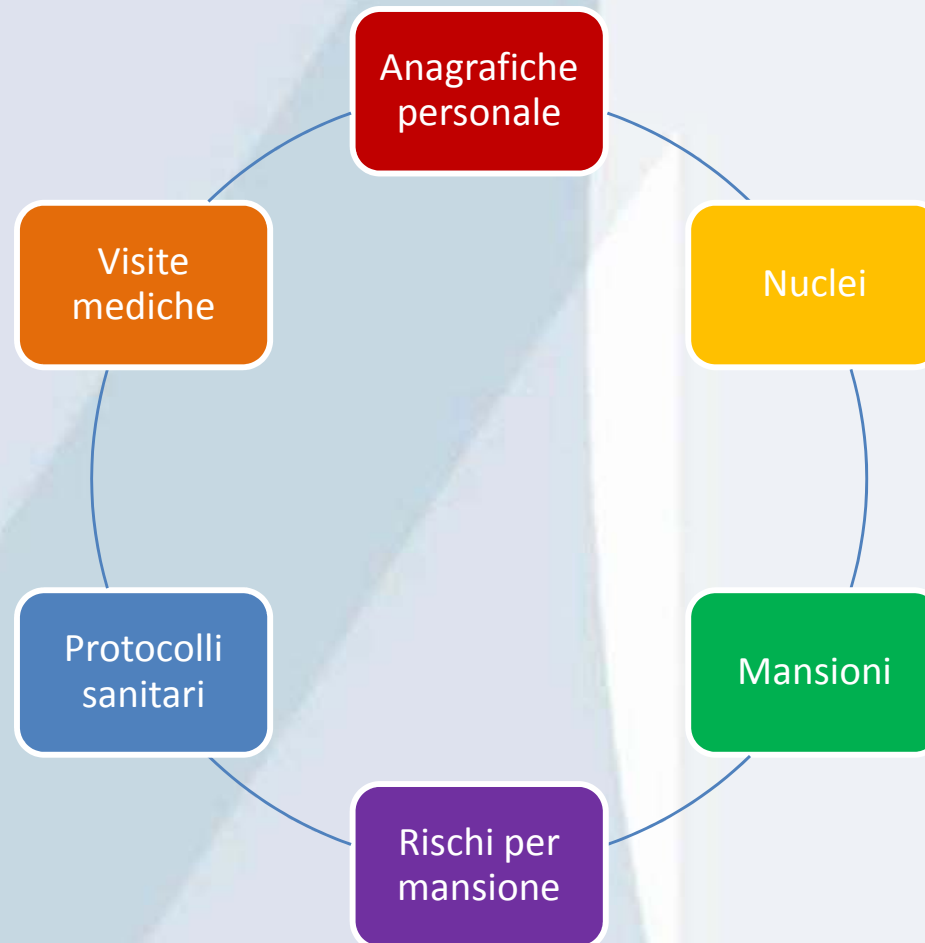 Anagrafiche
personale
Nuclei
Mansioni
Rischi per
mansione
Protocolli
sanitari
Visite
mediche